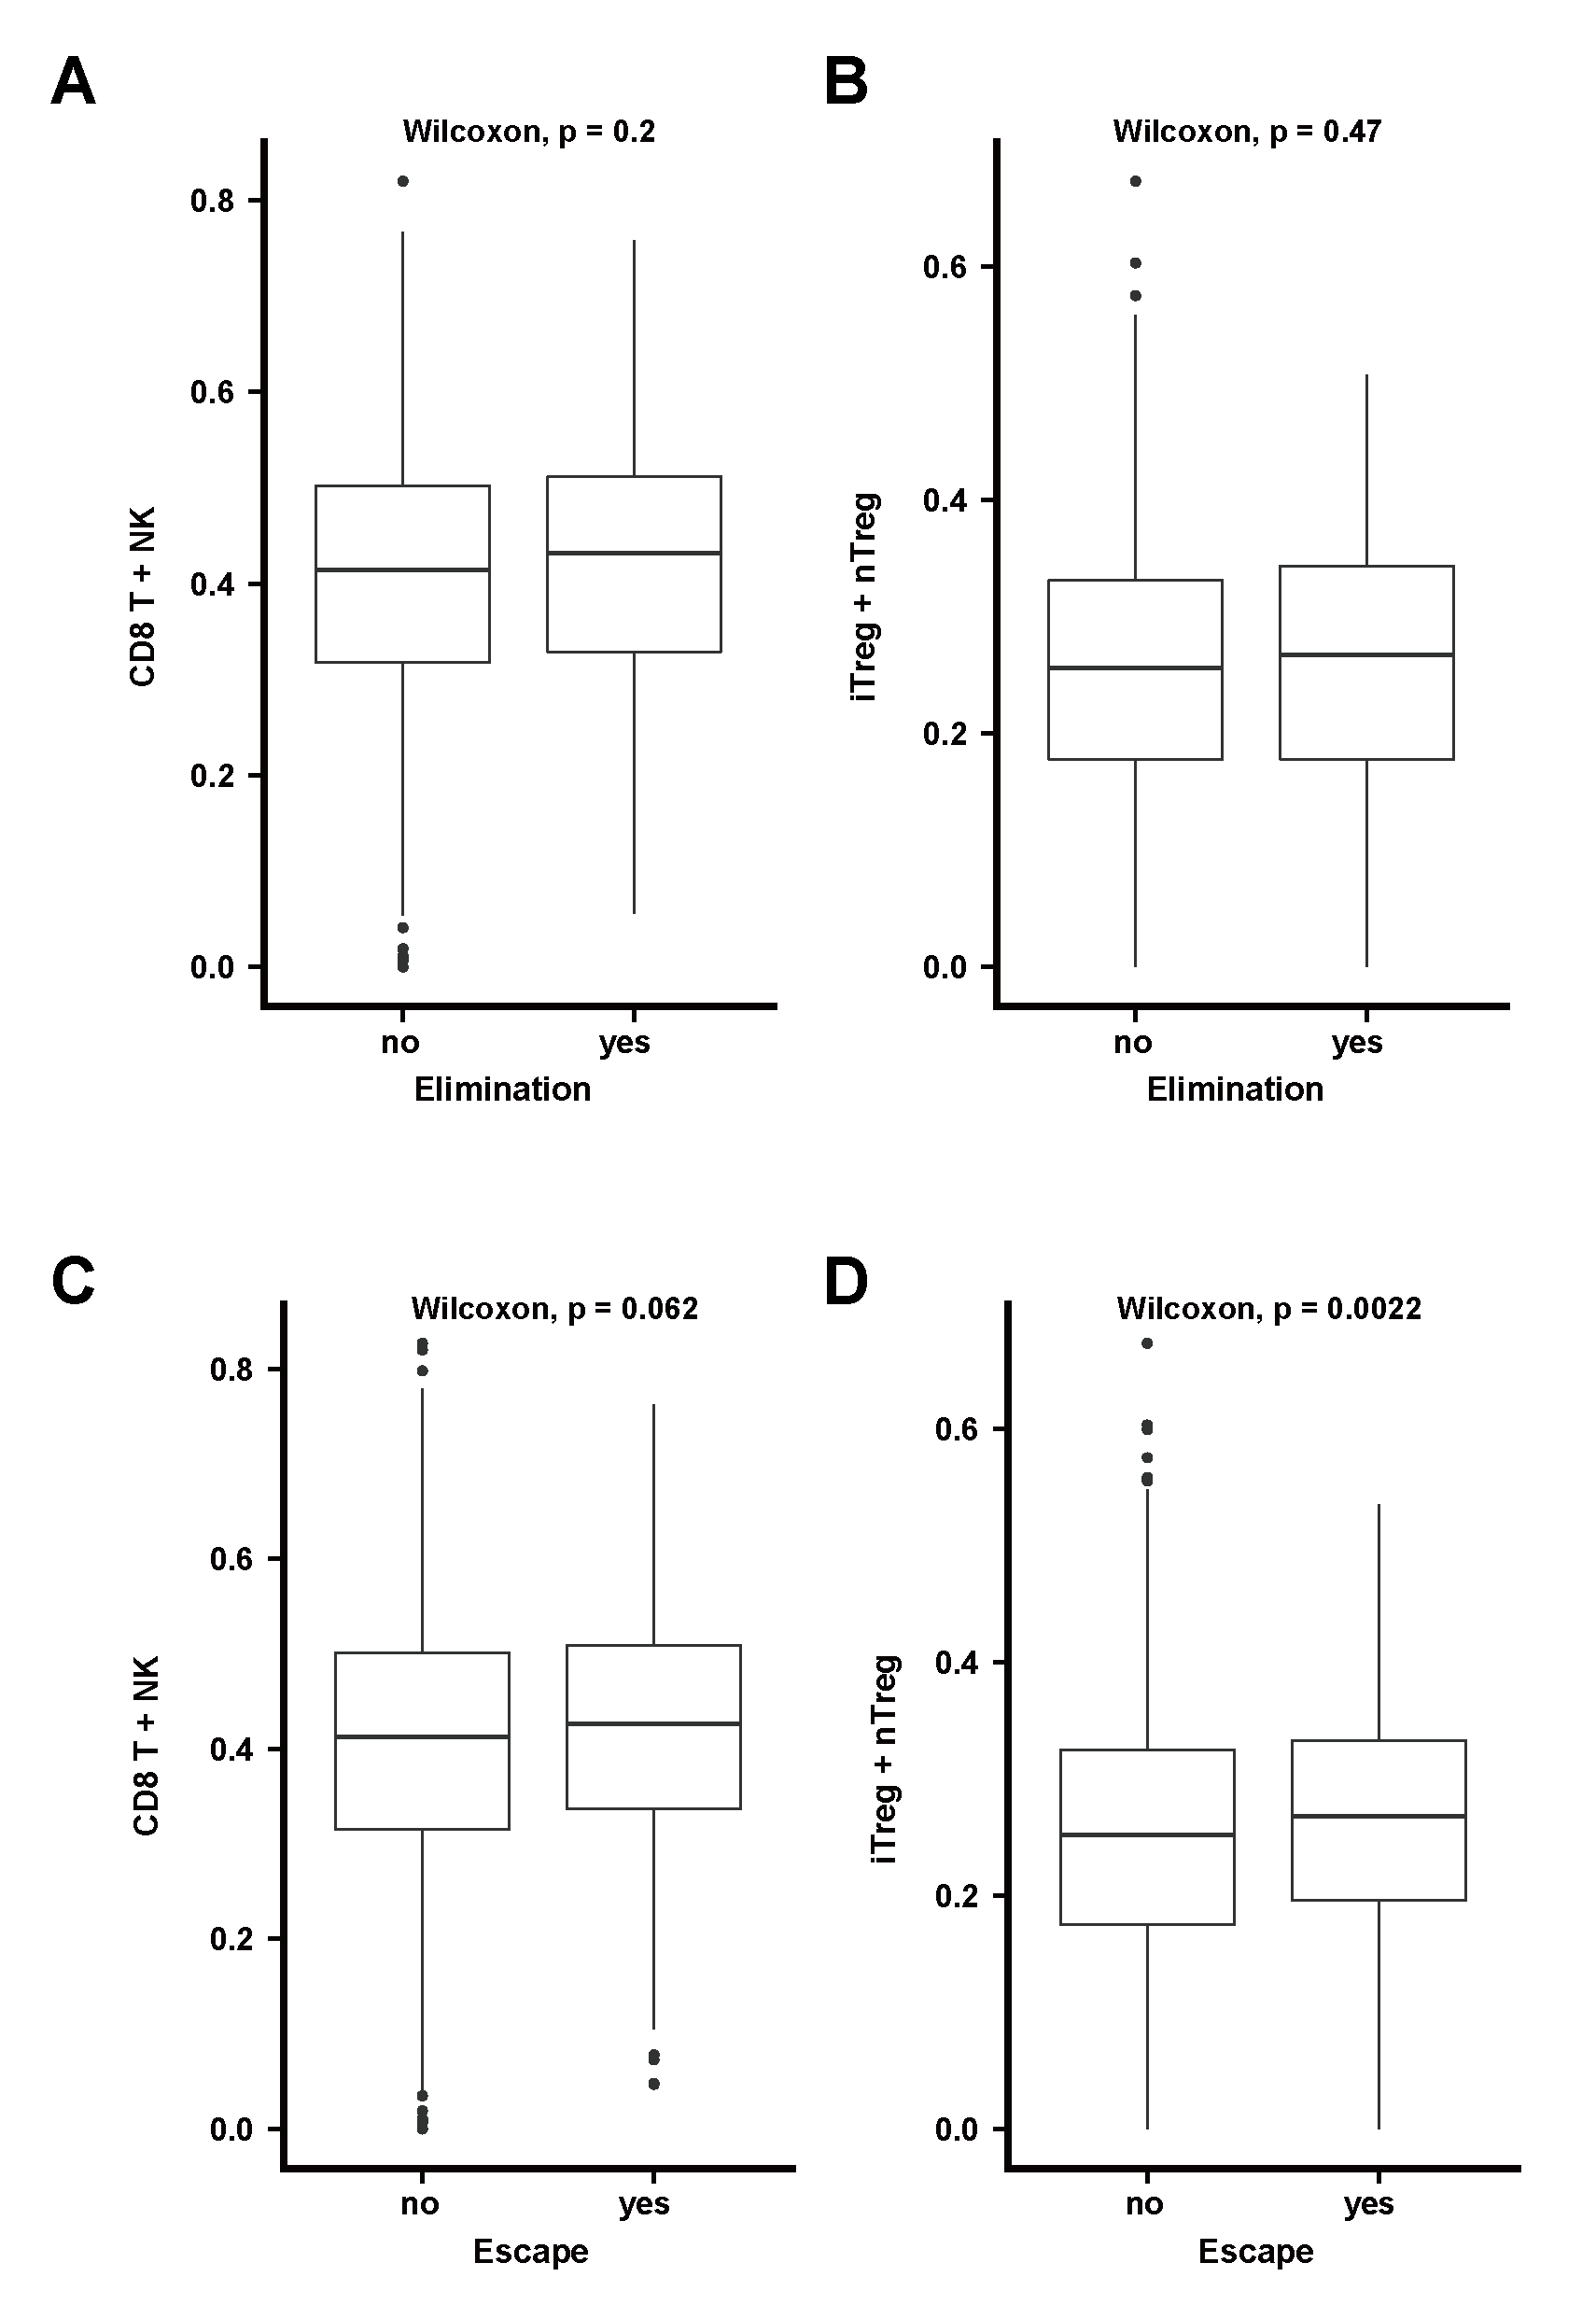 A
Wilcoxon, p = 0.2
0.8
0.6
0.4
0.2
0.0
CD8 T + NK
no yes
Elimination
B
Wilcoxon, p = 0.47
0.6
0.4
0.2
0.0
iTreg + nTreg
no yes
Elimination
C
Wilcoxon, p = 0.062
0.8
0.6
0.4
0.2
0.0
CD8 T + NK
no yes
Escape
D
Wilcoxon, p = 0.0022
0.6
0.4
0.2
0.0
iTreg + nTreg
no yes
Escape